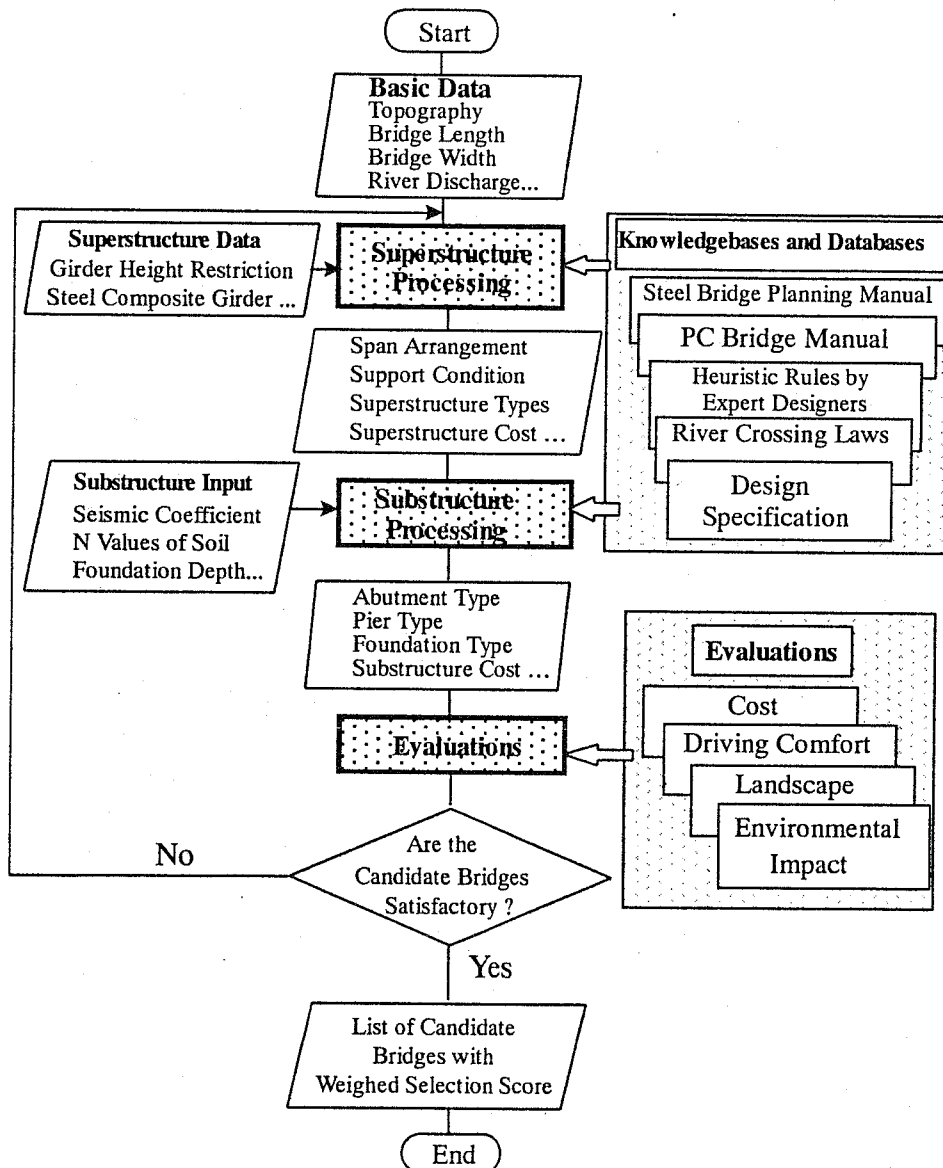 Start
Basic Data
Topography
Bridge Length
Bridge Width
River Discharge...
Superstructure Data
Girder Height Restriction
Steel Composite Girder ...
Superstructure
Processing
Knowledgebases and Databases
Steel Bridge Planning Manual
PC Bridge Manual
Heuristic Rules by
Expert Designers
River Crossing Laws
Design
Specification
Span Arrangement
Support Condition
Superstructure Types
Superstructure Cost ...
Substructure Input
Seismic Coefficient
N Values of Soil
Foundation Depth...
Substructure
Processing
Abutment Type
Pier Type
Foundation Type
Substructure Cost ...
Evaluations
Evaluations
Cost
Driving Comfort
Landscape
Environmental
Impact
Are the
Candidate Bridges
Satisfactory ?
No
Yes
List of Candidate
Bridges with
Weighed Selection Score
End